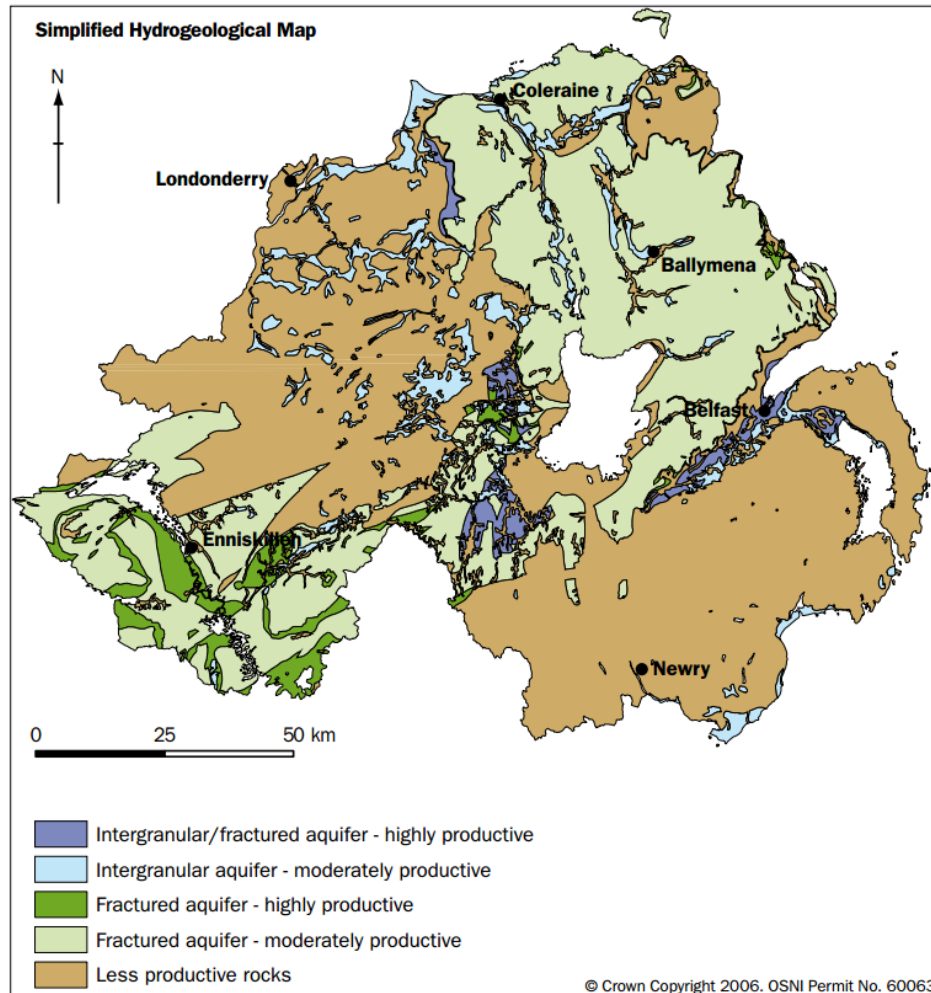 Simplified Hydrogeological Map
N
Coleraine
Londonderry
Ballymena
Belfast
Enniskillen
Newry
0 25 50 km
Intergranular/fractured aquifer - highly productive
Intergranular aquifer - moderately productive
Fractured aquifer - highly productive
Fractured aquifer - moderately productive
Less productive rocks
© Crown Copyright 2006. OSNI Permit No. 60063